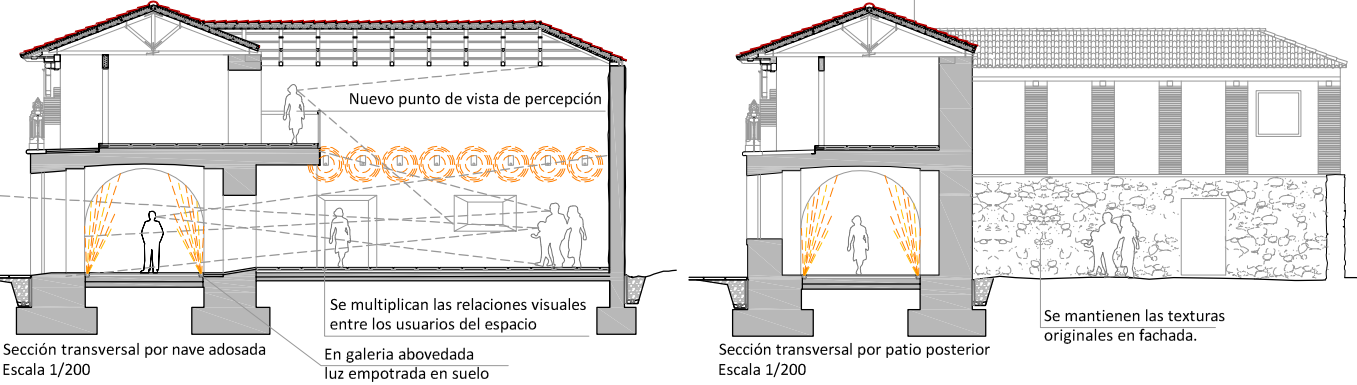 Nuevo punto de vista de percepción
Se multiplican las relaciones visuales
entre los usuarios del espacio
En galeria abovedada
luz empotrada en suelo
Sección transversal por nave adosada
Escala 1/200
Se mantienen las texturas
originales en fachada.
Sección transversal por patio posterior
Escala 1/200